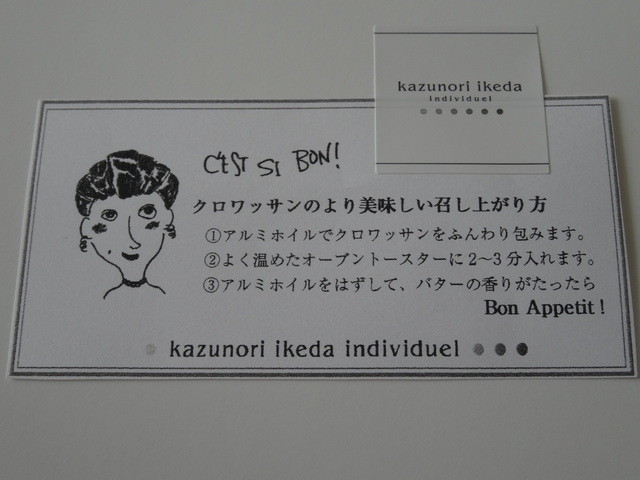 kazunori ikeda
individuel
C'EST SI BON!
クロワッサンのより美味しい召し上がり方
①アルミホイルでクロワッサンをふんわり包みます。
②よく温めたオーブントースターに2〜3分入れます。
③アルミホイルをはずして、バターの香りがたったら
Bon Appetit!
kazunori ikeda individuel